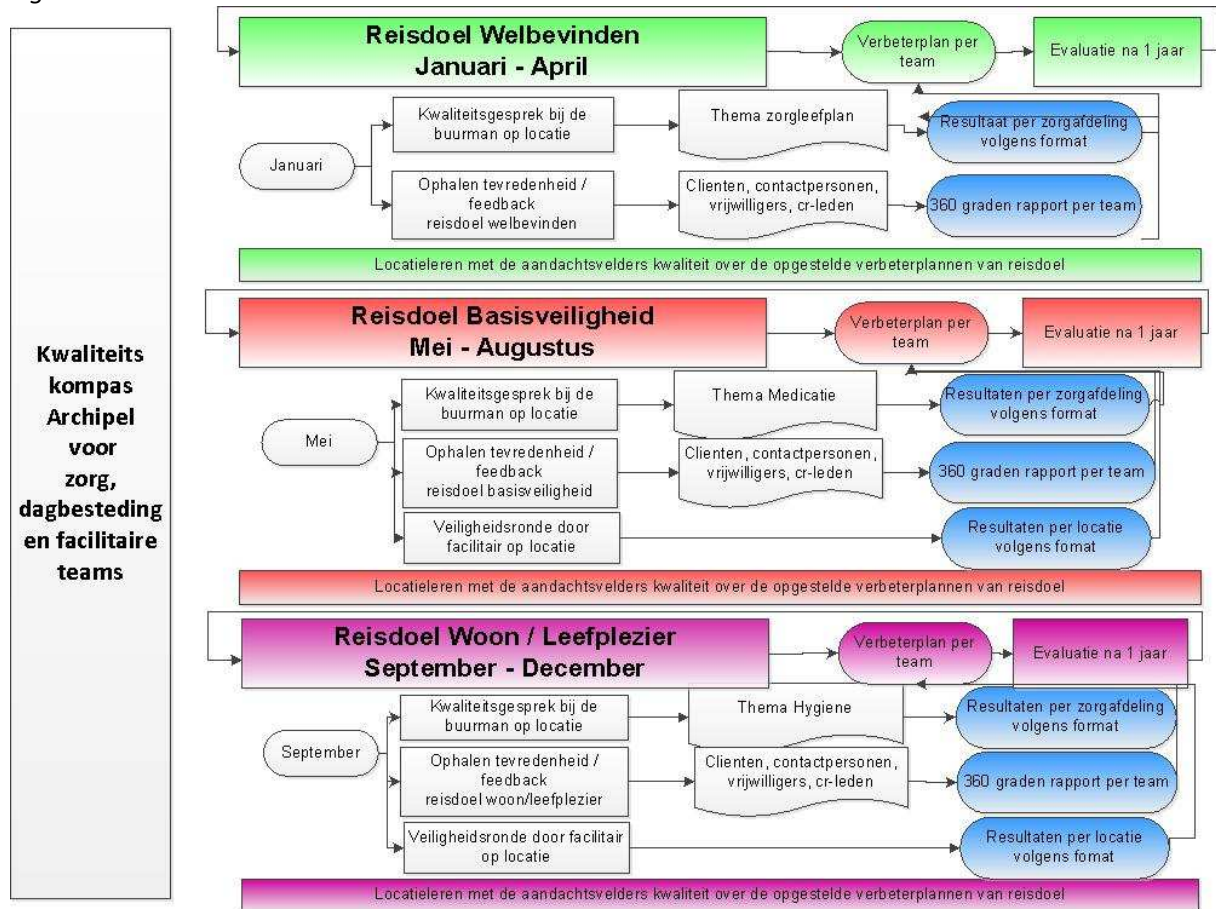 Kwaliteits
kompas
Archipel
voor
zorg,
dagbesteding
en facilitaire
teams
Reisdoel Welbevinden
Januari - April
Verbeterplan per
team
Evaluatie na 1 jaar
Januari
Kwaliteitsgesprek bij de
buurman op locatie
Thema zorgleefplan
Resultaat per zorgafdeling
volgens format
Ophalen tevredenheid /
feedback
reisdoel welbevinden
Clienten, contactpersonen,
vrijwilligers, cr-leden
360 graden rapport per team
Locatieleren met de aandachtsvelders kwaliteit over de opgestelde verbeterplannen van reisdoel
Reisdoel Basisveiligheid
Mei - Augustus
Verbeterplan per
team
Evaluatie na 1 jaar
Mei
Kwaliteitsgesprek bij de
buurman op locatie
Thema Medicatie
Resultaten per zorgafdeling
volgens format
Ophalen tevredenheid /
feedback
reisdoel basisveiligheid
Clienten, contactpersonen,
vrijwilligers, cr-leden
360 graden rapport per team
Veiligheidsronde door
facilitair op locatie
Resultaten per locatie
volgens fomat
Locatieleren met de aandachtsvelders kwaliteit over de opgestelde verbeterplannen van reisdoel
Reisdoel Woon / Leefplezier
September - December
Verbeterplan per
team
Evaluatie na 1 jaar
September
Kwaliteitsgesprek bij de
buurman op locatie
Thema Hygiene
Resultaten per zorgafdeling
volgens format
Ophalen tevredenheid /
feedback
reisdoel woon/leefplezier
Clienten, contactpersonen,
vrijwilligers, cr-leden
360 graden rapport per team
Veiligheidsronde door facilitair
op locatie
Resultaten per locatie
volgens fomat
Locatieleren met de aandachtsvelders kwaliteit over de opgestelde verbeterplannen van reisdoel